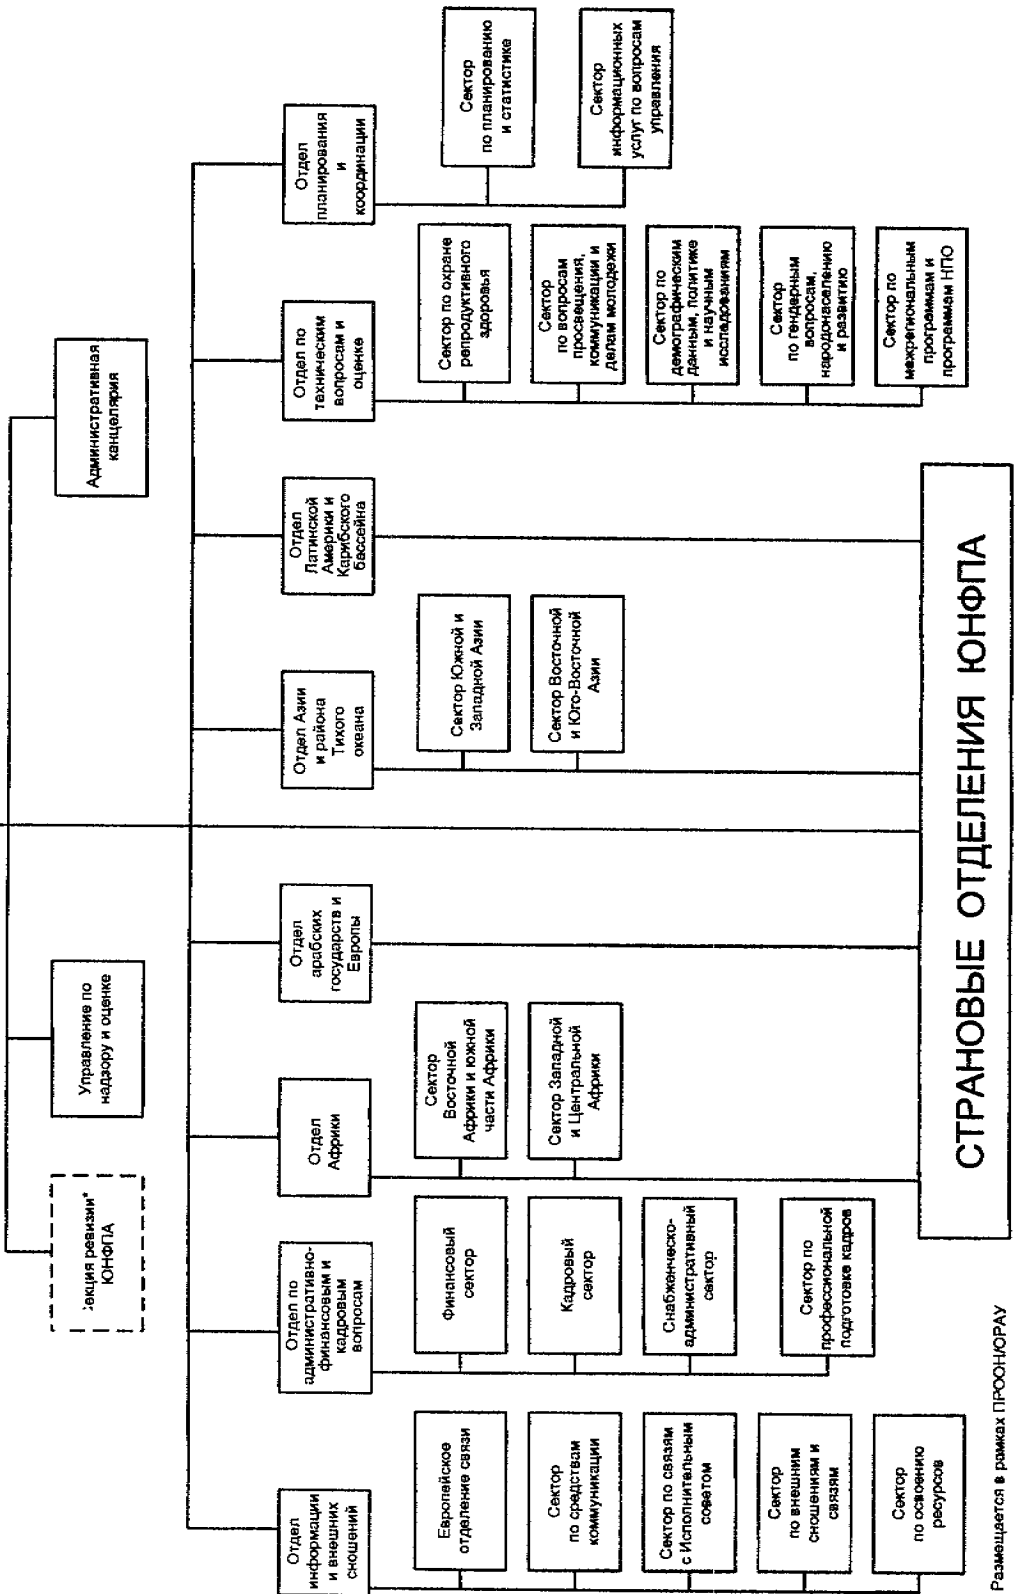 Секция ревизии*
ЮНФПА
Управление по
надзору и оценке
Административная
канцелярия
Отдел
информации
и внешних
сношений
Европейское
отделение связи
Сектор
по средствам
коммуникации
Сектор по связям
с Исполнительным
советом
Сектор
по внешним
сношениям и
связям
Сектор
по освоению
ресурсов
Отдел по
административно-
финансовым и
кадровым
вопросам
Финансовый
сектор
Кадровый
сектор
Снабженческо-
административный
сектор
Сектор по
профессиональной
подготовке кадров
Отдел
Африки
Сектор
Восточной
Африки и южной
части Африки
Сектор Западной
и Центральной
Африки
Отдел
арабских
государств и
Европы
Отдел Азии
и района
Тихого
океана
Сектор Южной и
Западной Азии
Сектор Восточной
и Юго-Восточной
Азии
Отдел
Латинской
Америки и
Карибского
бассейна
Отдел по
техническим
вопросам и
оценке
Сектор по охране
репродуктивного
здоровья
Сектор
по вопросам
просвещения,
коммуникации и
делам молодежи
Сектор по
демографическим
данным, политике
и научным
исследованиям
Сектор
по гендерным
вопросам,
народонаселению
и развитию
Сектор по
межрегиональным
программам и
программам НПО
Отдел
планирования
и
координации
Сектор
по планированию
и статистике
Сектор
информационных
услуг по вопросам
управления
СТРАНОВЫЕ ОТДЕЛЕНИЯ ЮНФПА
Размещается в рамках ПРООН/ОРАУ